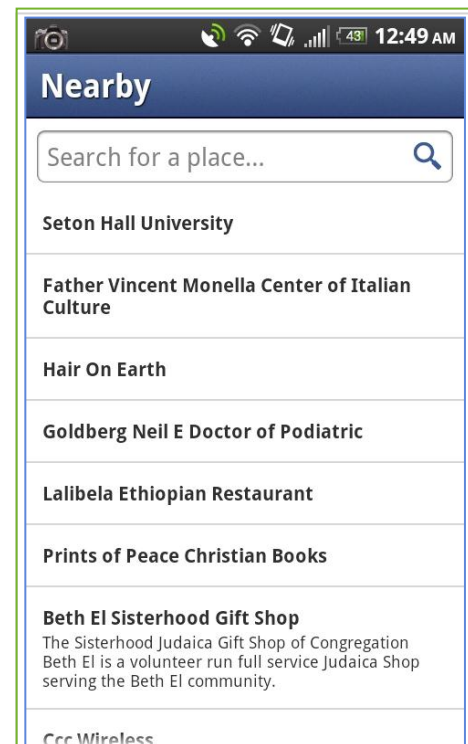 43 12:49 AM
Nearby
Search for a place...
Seton Hall University
Father Vincent Monella Center of Italian
Culture
Hair On Earth
Goldberg Neil E Doctor of Podiatric
Lalibela Ethiopian Restaurant
Prints of Peace Christian Books
Beth El Sisterhood Gift Shop
The Sisterhood Judaica Gift Shop of Congregation
Beth El is a volunteer run full service Judaica Shop
serving the Beth El community.
Ccc Wireless